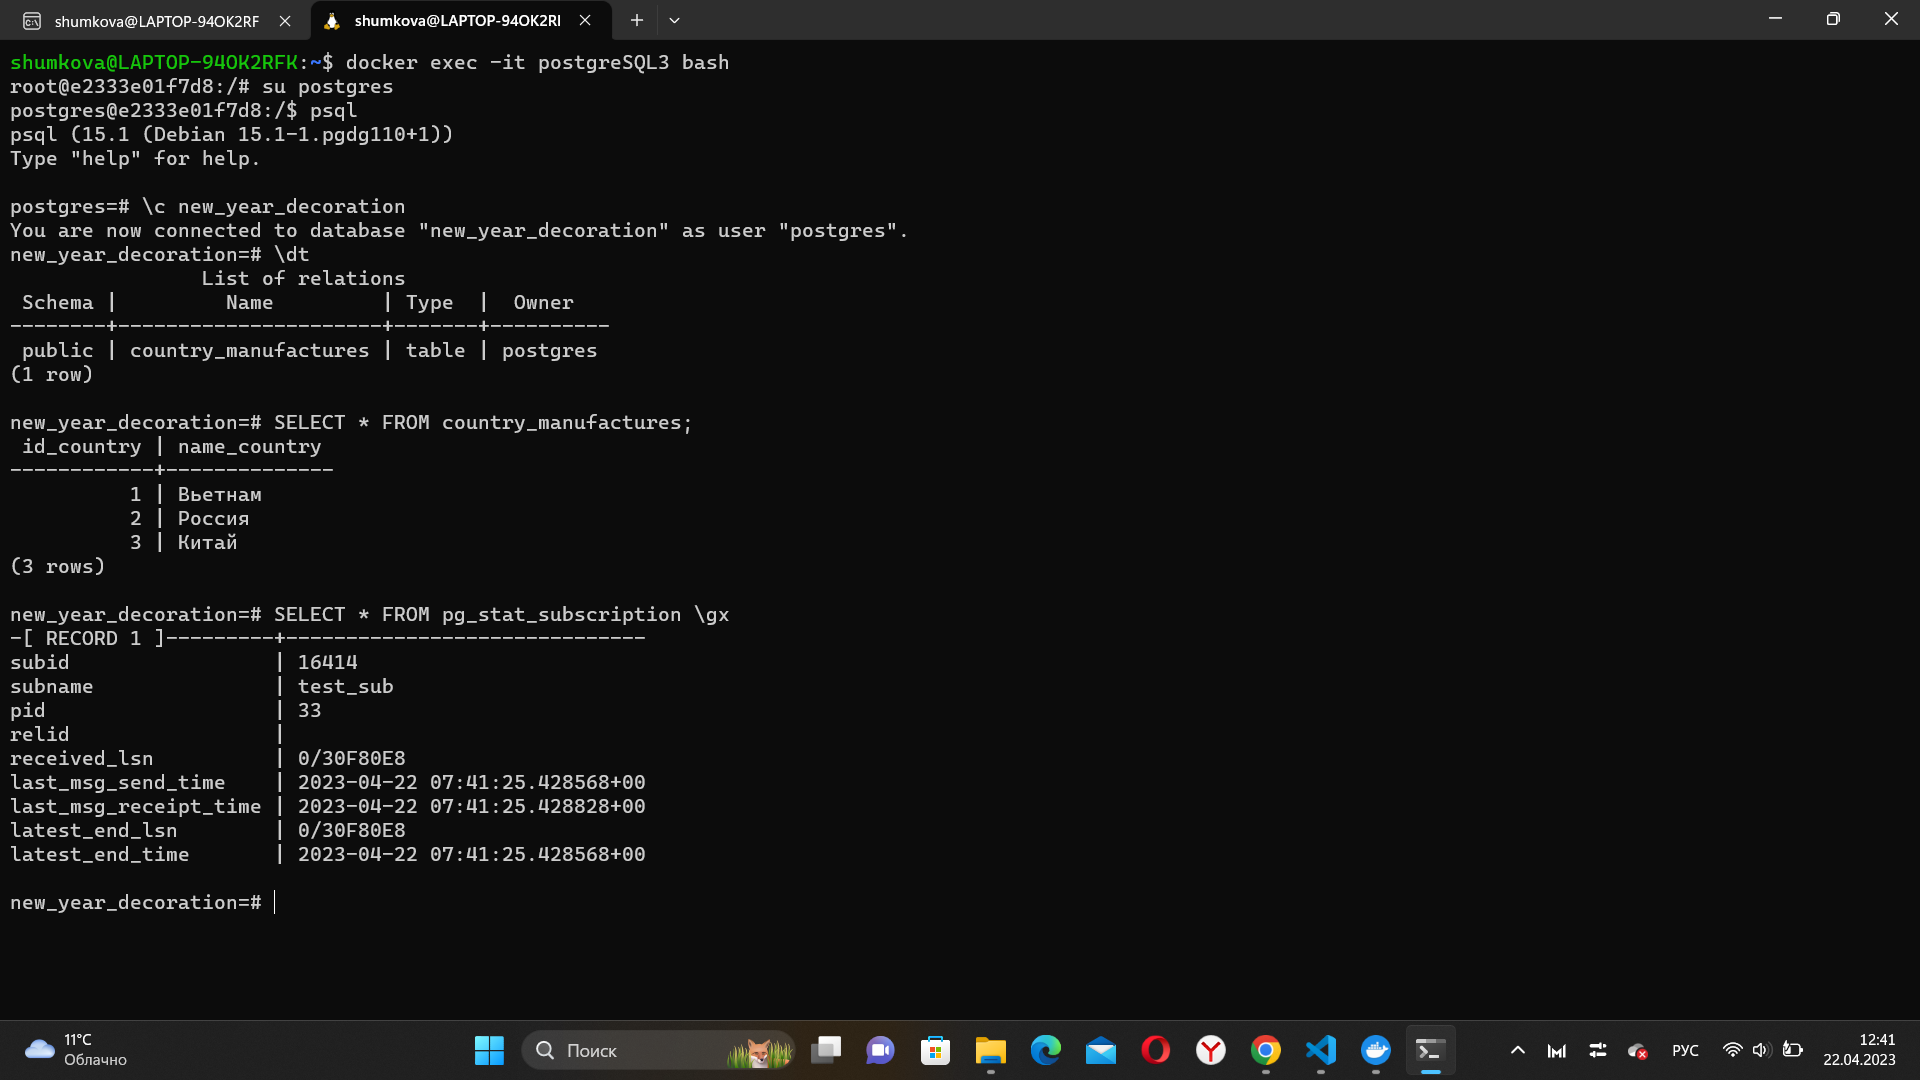 shumkova@LAPTOP-94OK2RF
shumkova@LAPTOP-94OK2RI
shumkova@LAPTOP-94OK2RFK:~$ docker exec -it postgreSQL3 bash
root@e2333e01f7d8:/# su postgres
postgres@e2333e01f7d8:/$ psql
psql (15.1 (Debian 15.1-1.pgdg110+1))
Type "help" for help.
postgres=# \c new_year_decoration
You are now connected to database "new_year_decoration" as user "postgres".
new_year_decoration=# \dt
List of relations
Schema | Name | Type | Owner
--------+----------------------+-------+----------
public | country_manufactures | table | postgres
(1 row)
new_year_decoration=# SELECT * FROM country_manufactures;
id_country | name_country
------------+--------------
1 | Вьетнам
2 | Россия
3 | Китай
(3 rows)
new_year_decoration=# SELECT * FROM pg_stat_subscription \gx
-[ RECORD 1 ]---------+------------------------------
subid | 16414
subname | test_sub
pid | 33
relid |
received_lsn | 0/30F80E8
last_msg_send_time | 2023-04-22 07:41:25.428568+00
last_msg_receipt_time | 2023-04-22 07:41:25.428828+00
latest_end_lsn | 0/30F80E8
latest_end_time | 2023-04-22 07:41:25.428568+00
new_year_decoration=#
11°C
Облачно
Поиск
РУС
12:41
22.04.2023